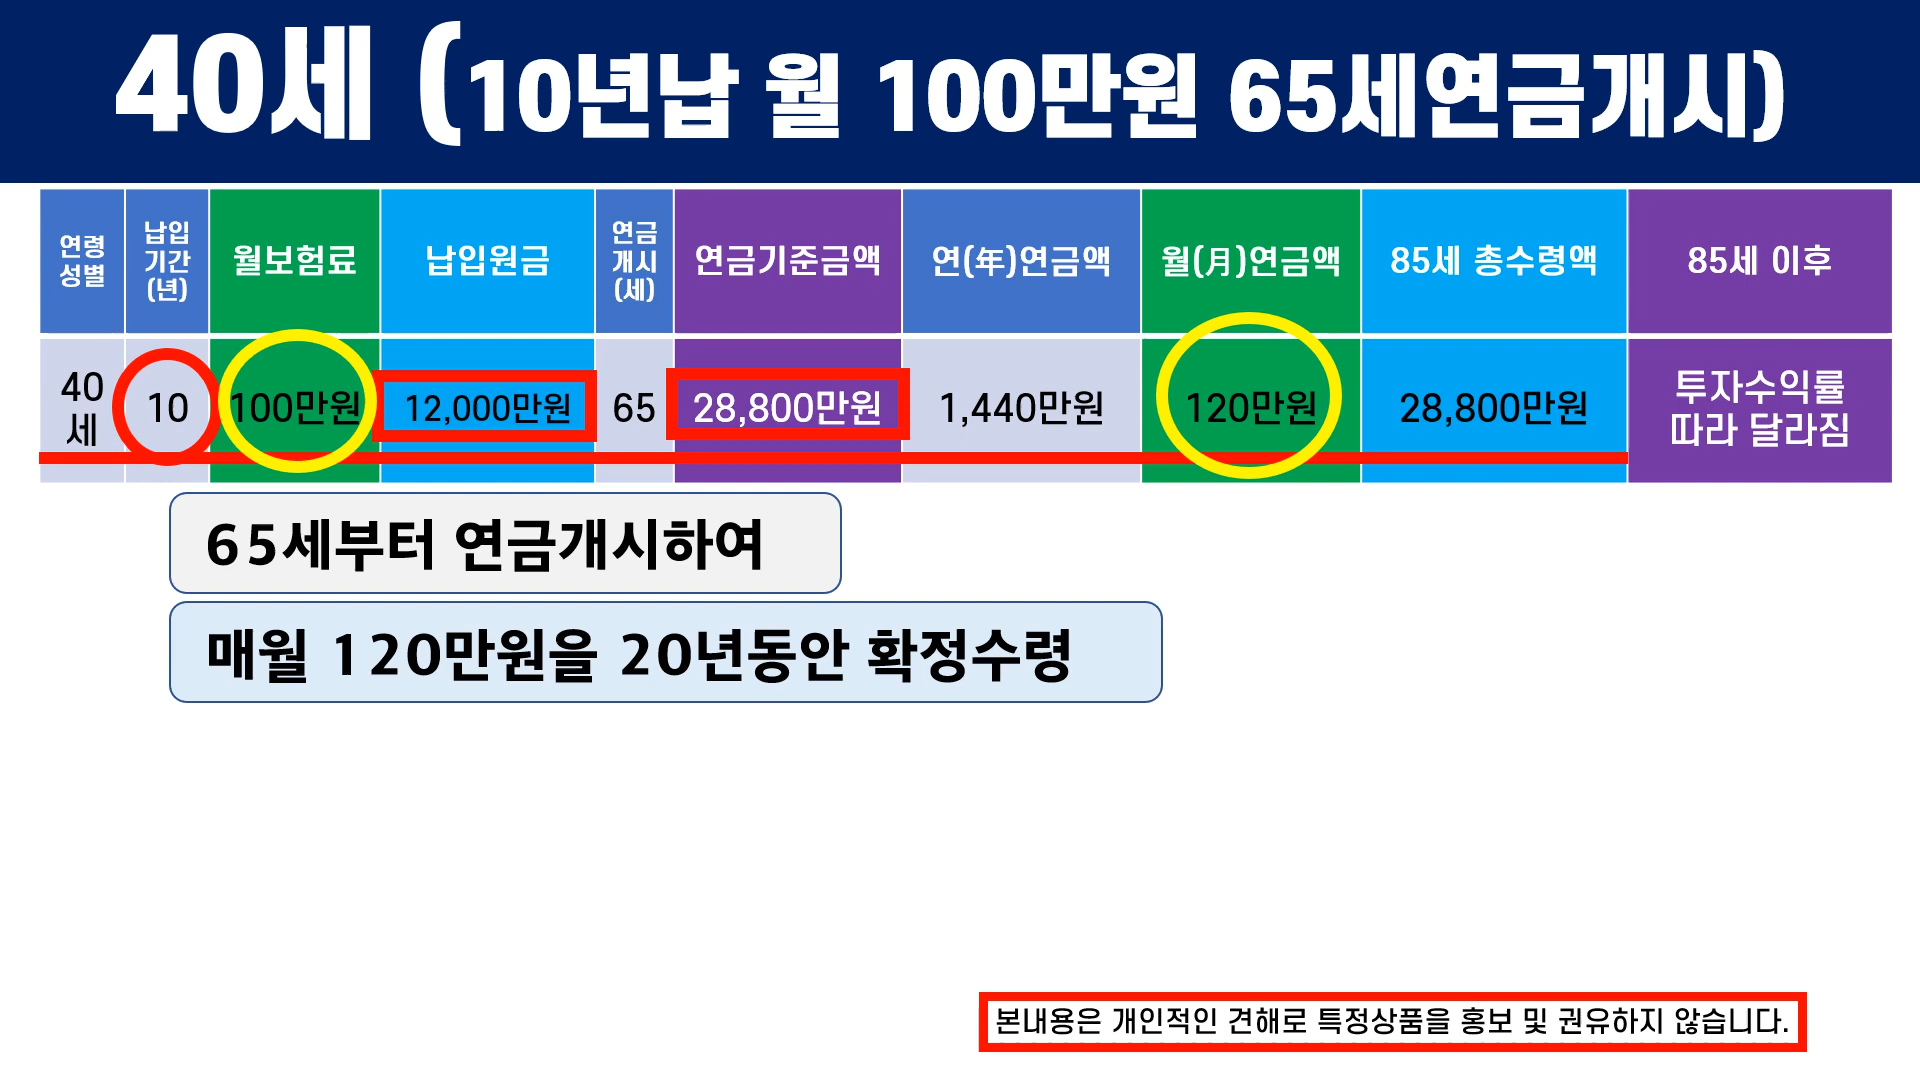 40세 (10년납 월 100만원 65세연금개시)
연령
성별
납입
기간
(년)
월보험료
납입원금
연금
개시
(세)
연금기준금액
연(年)연금액
월(月)연금액
85세 총수령액
85세 이후
40
세
10
100만원
12,000만원
65
28,800만원
1,440만원
120만원
28,800만원
투자수익률
따라 달라짐
65세부터 연금개시하여
매월 120만원을 20년동안 확정수령
본내용은 개인적인 견해로 특정상품을 홍보 및 권유하지 않습니다.